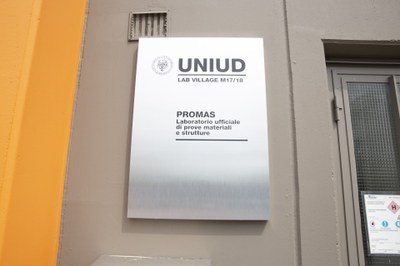 UNIUD
LAB VILLAGE M17/18
PROMAS
Laboratorio ufficiale
di prove materiali
e strutture
H